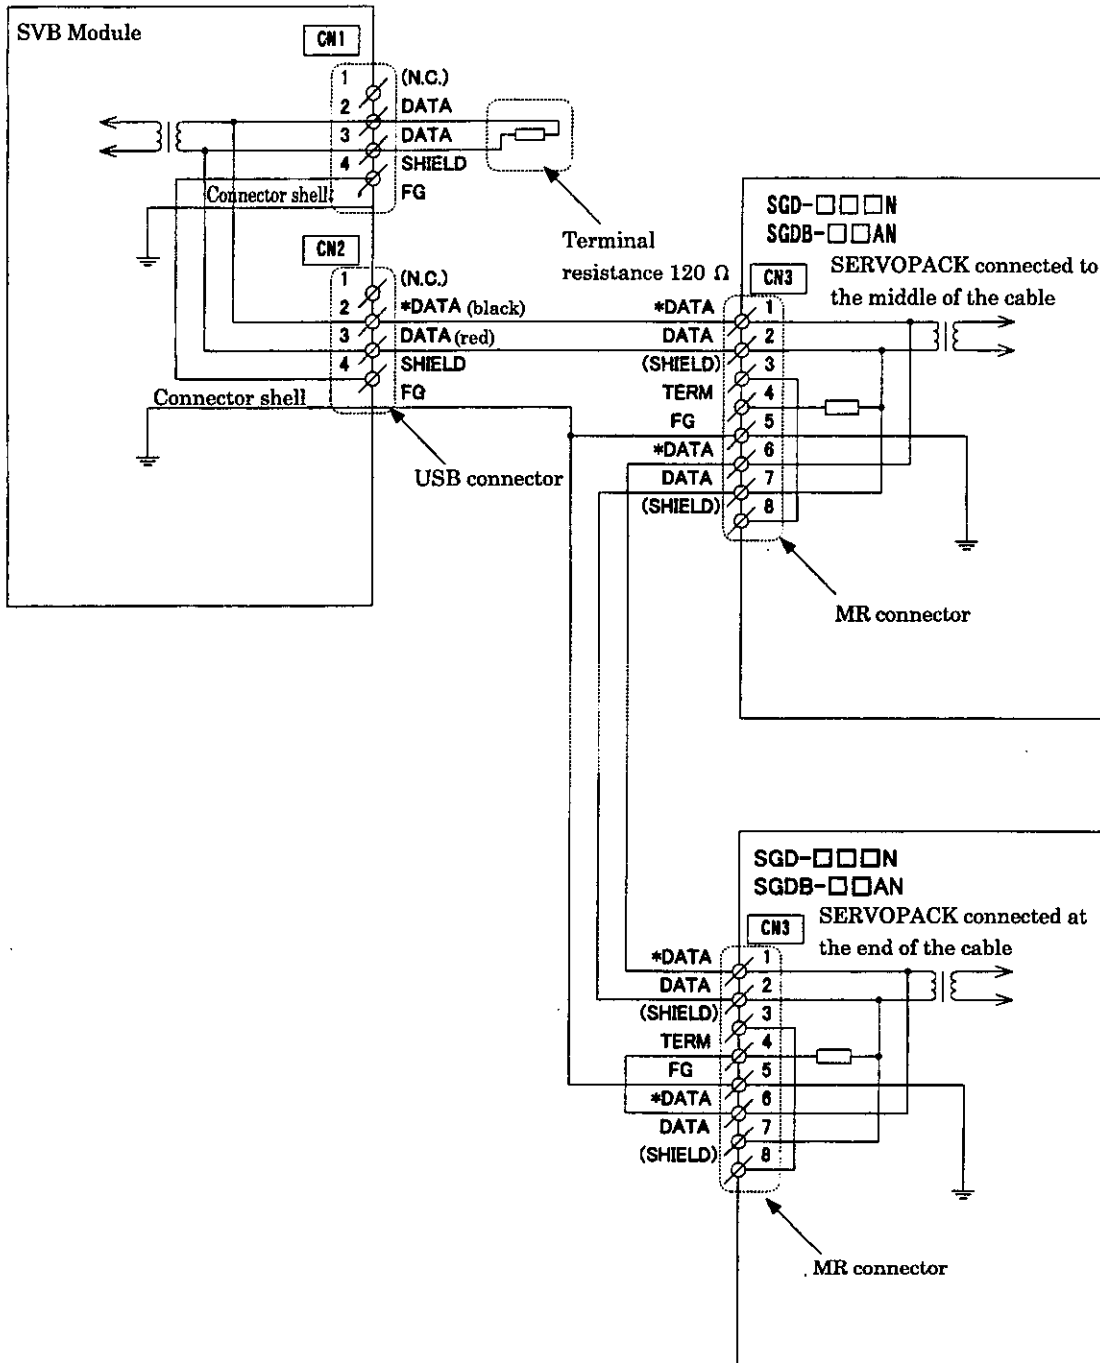 SVB Module
CN1
1 (N.C.)
2 DATA
3 DATA
4 SHIELD
Connector shell FG
Terminal
resistance 120 Ω
CN2
1 (N.C.)
2 *DATA (black)
3 DATA (red)
4 SHIELD
FG
Connector shell
USB connector
SGD-□□□N
SGDB-□□AN
SERVOPACK connected to
the middle of the cable
CN3
*DATA 1
DATA 2
(SHIELD) 3
TERM 4
FG 5
*DATA 6
DATA 7
(SHIELD) 8
MR connector
SGD-□□□N
SGDB-□□AN
SERVOPACK connected at
the end of the cable
CN3
*DATA 1
DATA 2
(SHIELD) 3
TERM 4
FG 5
*DATA 6
DATA 7
(SHIELD) 8
MR connector